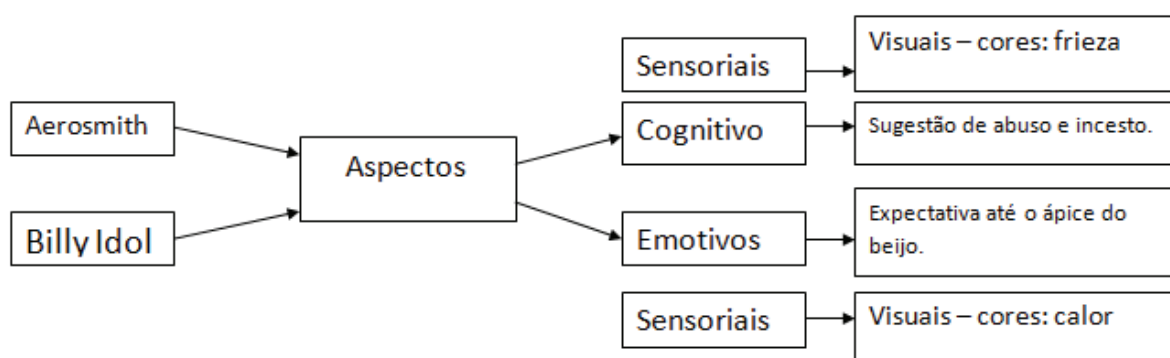 Aerosmith
Billy Idol
Aspectos
Sensoriais
Visuais – cores: frieza
Cognitivo
Sugestão de abuso e incesto.
Emotivos
Expectativa até o ápice do
beijo.
Sensoriais
Visuais – cores: calor